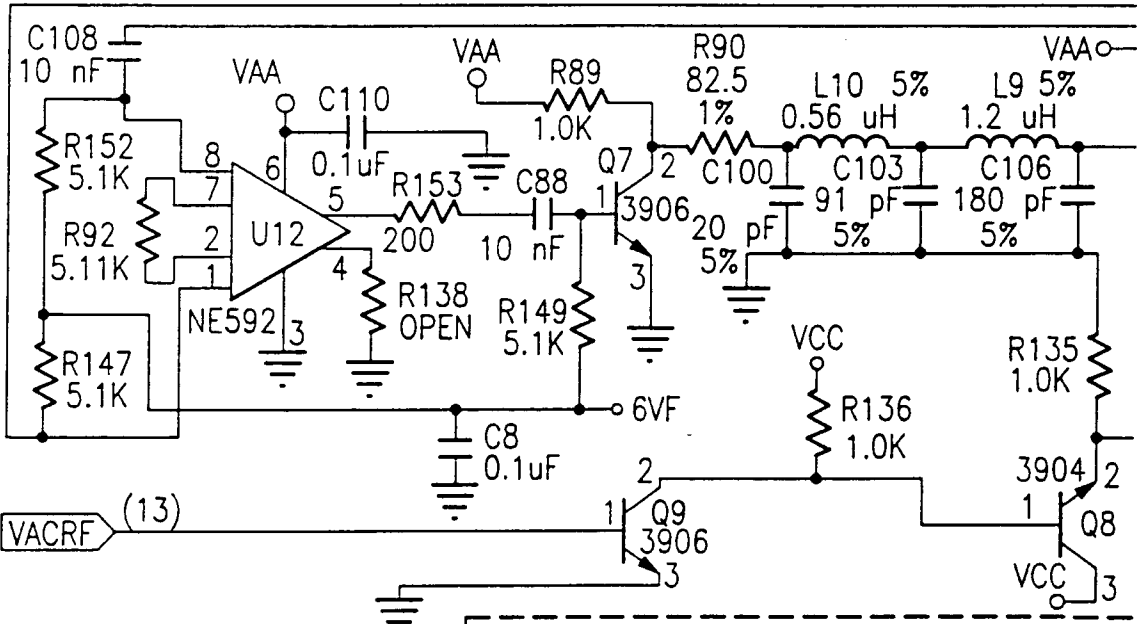 C108
10 nF
R152
5.1K
R92
5.11K
R147
5.1K
VAA
C110
0.1uF
8
7
2
1
6
5
4
3
U12
NE592
R153
200
R138
OPEN
C88
10 nF
R149
5.1K
VAA
R89
1.0K
Q7
3906
1
2
3
R90
82.5
1%
C100
20 pF
5%
L10 5%
0.56 uH
C103
91 pF
5%
L9 5%
1.2 uH
C106
180 pF
5%
VAA
6VF
C8
0.1uF
VCC
R136
1.0K
R135
1.0K
VACRF
(13)
1
2
Q9
3906
3
3904
1
2
Q8
VCC
3